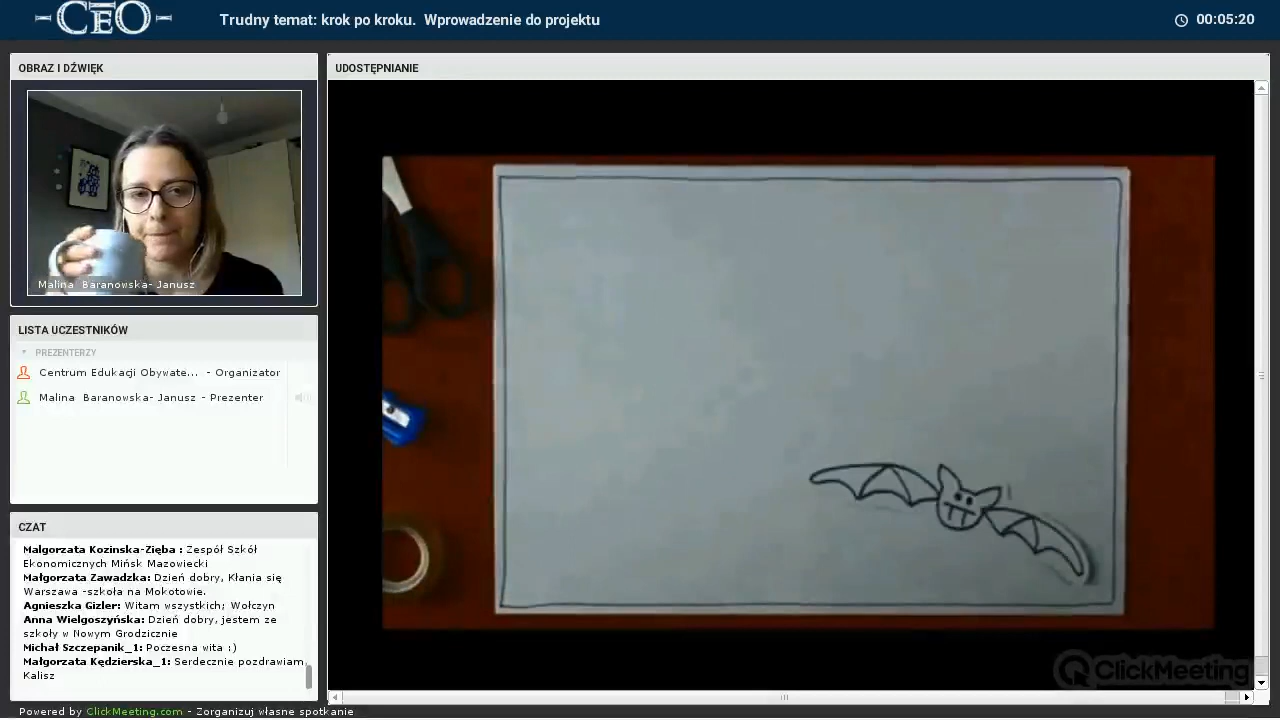 CEO
Trudny temat: krok po kroku. Wprowadzenie do projektu
00:05:20
OBRAZ I DŹWIĘK
Malina Baranowska- Janusz
LISTA UCZESTNIKÓW
PREZENTERZY
Centrum Edukacji Obywate... - Organizator
Malina Baranowska- Janusz - Prezenter
CZAT
Malgorzata Kozinska-Zięba : Zespół Szkół
Ekonomicznych Mińsk Mazowiecki
Małgorzata Zawadzka: Dzień dobry, Kłania się
Warszawa -szkoła na Mokotowie.
Agnieszka Gizler: Witam wszystkich; Wołczyn
Anna Wielgoszyńska: Dzień dobry, jestem ze
szkoły w Nowym Grodzicznie
Michał Szczepanik_1: Poczesna wita :)
Małgorzata Kędzierska_1: Serdecznie pozdrawiam,
Kalisz
UDOSTĘPNIANIE
ClickMeeting
Powered by ClickMeeting.com - Zorganizuj własne spotkanie